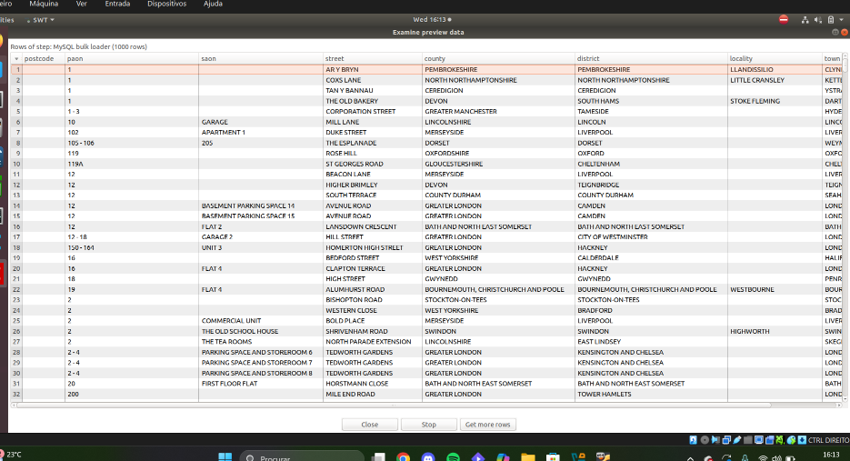 eiro Máquina Ver Entrada Dispositivos Ajuda
ities SWT Wed 16:13
Examine preview data
Rows of step: MySQL bulk loader (1000 rows)
postcode paon saon street county district locality town
1 1 AR Y BRYN PEMBROKESHIRE PEMBROKESHIRE LLANDISSILIO CLYN
2 1 COXS LANE NORTH NORTHAMPTONSHIRE NORTH NORTHAMPTONSHIRE LITTLE CRANSLEY KETTE
3 1 TAN Y BANNAU CEREDIGION CEREDIGION YSTRA
4 1 THE OLD BAKERY DEVON SOUTH HAMS STOKE FLEMING DART
5 1 - 3 CORPORATION STREET GREATER MANCHESTER TAMESIDE HYDE
6 10 GARAGE MILL LANE LINCOLNSHIRE LINCOLN LINCO
7 102 APARTMENT 1 DUKE STREET MERSEYSIDE LIVERPOOL LIVER
8 105 - 106 205 THE ESPLANADE DORSET DORSET WEYM
9 119 ROSE HILL OXFORDSHIRE OXFORD OXFO
10 119A ST GEORGES ROAD GLOUCESTERSHIRE CHELTENHAM CHEL
11 12 BEACON LANE MERSEYSIDE LIVERPOOL LIVER
12 12 HIGHER BRIMLEY DEVON TEIGNBRIDGE TEIGN
13 12 SOUTH TERRACE COUNTY DURHAM COUNTY DURHAM SEAH
14 12 BASEMENT PARKING SPACE 14 AVENUE ROAD GREATER LONDON CAMDEN LOND
15 12 BASEMENT PARKING SPACE 15 AVENUE ROAD GREATER LONDON CAMDEN LOND
16 12 FLAT 2 LANSDOWN CRESCENT BATH AND NORTH EAST SOMERSET BATH AND NORTH EAST SOMERSET BATH
17 12 - 18 GARAGE 2 HILL STREET GREATER LONDON CITY OF WESTMINSTER LOND
18 150 - 164 UNIT 3 HOMERTON HIGH STREET GREATER LONDON HACKNEY LOND
19 16 BEDFORD STREET WEST YORKSHIRE CALDERDALE HALIF
20 16 FLAT 4 CLAPTON TERRACE GREATER LONDON HACKNEY LOND
21 18 HIGH STREET GWYNEDD GWYNEDD PENR
22 19 FLAT 4 ALUMHURST ROAD BOURNEMOUTH, CHRISTCHURCH AND POOLE BOURNEMOUTH, CHRISTCHURCH AND POOLE WESTBOURNE BOUR
23 2 BISHOPTON ROAD STOCKTON-ON-TEES STOCKTON-ON-TEES STOC
24 2 WESTERN CLOSE WEST YORKSHIRE BRADFORD BRAD
25 2 COMMERCIAL UNIT BOLD PLACE MERSEYSIDE LIVERPOOL LIVER
26 2 THE OLD SCHOOL HOUSE SHRIVENHAM ROAD SWINDON SWINDON HIGHWORTH SWIN
27 2 THE TEA ROOMS NORTH PARADE EXTENSION LINCOLNSHIRE EAST LINDSEY SKEG
28 2 - 4 PARKING SPACE AND STOREROOM 6 TEDWORTH GARDENS GREATER LONDON KENSINGTON AND CHELSEA LOND
29 2 - 4 PARKING SPACE AND STOREROOM 7 TEDWORTH GARDENS GREATER LONDON KENSINGTON AND CHELSEA LOND
30 2 - 4 PARKING SPACE AND STOREROOM 8 TEDWORTH GARDENS GREATER LONDON KENSINGTON AND CHELSEA LOND
31 20 FIRST FLOOR FLAT HORSTMANN CLOSE BATH AND NORTH EAST SOMERSET BATH AND NORTH EAST SOMERSET BATH
32 200 MILE END ROAD GREATER LONDON TOWER HAMLETS LOND
Close Stop Get more rows
CTRL DIREITO
23°C Procurar 16:13